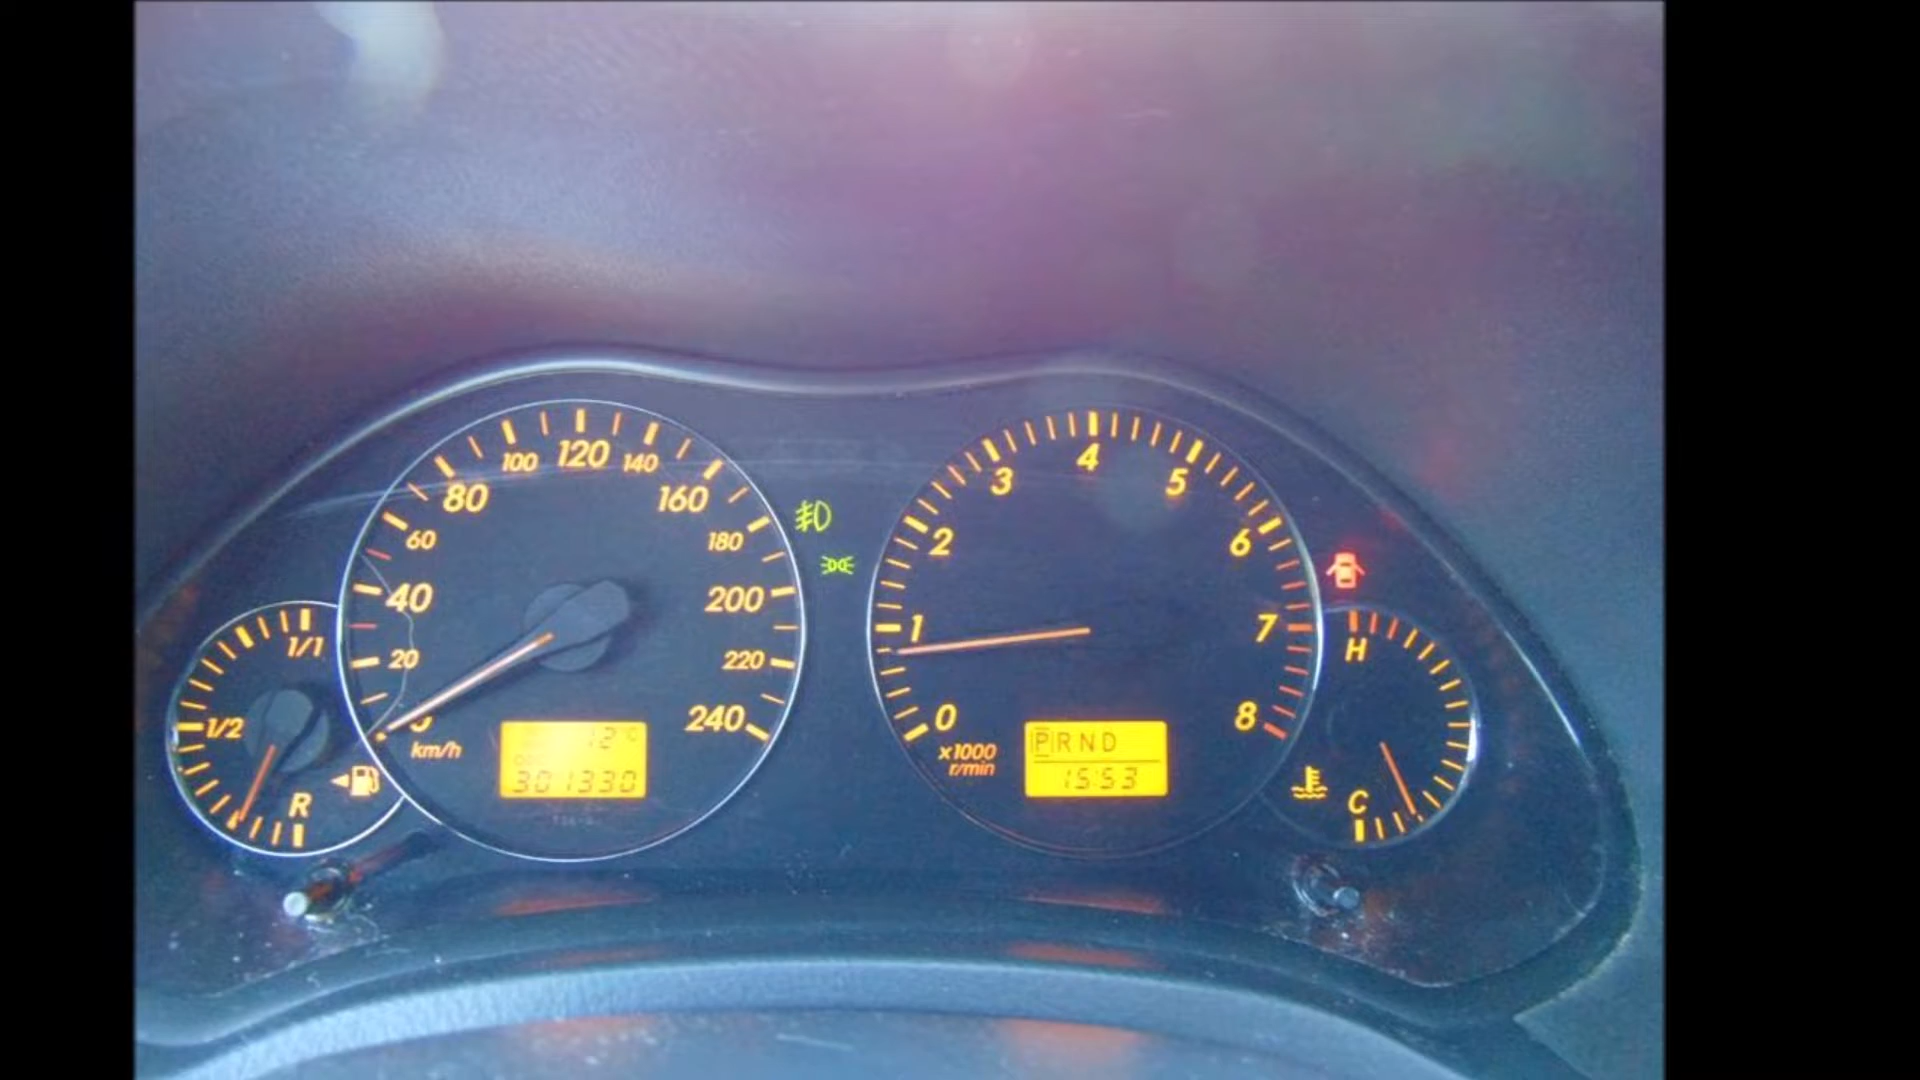 100 120 140
80 160
60 180
40 200
20 220
0 240
km/h
12°C
301330
1/1
1/2
R
3 4 5
2 6
1 7
0 8
x1000
r/min
P R N D
15:53
H
C